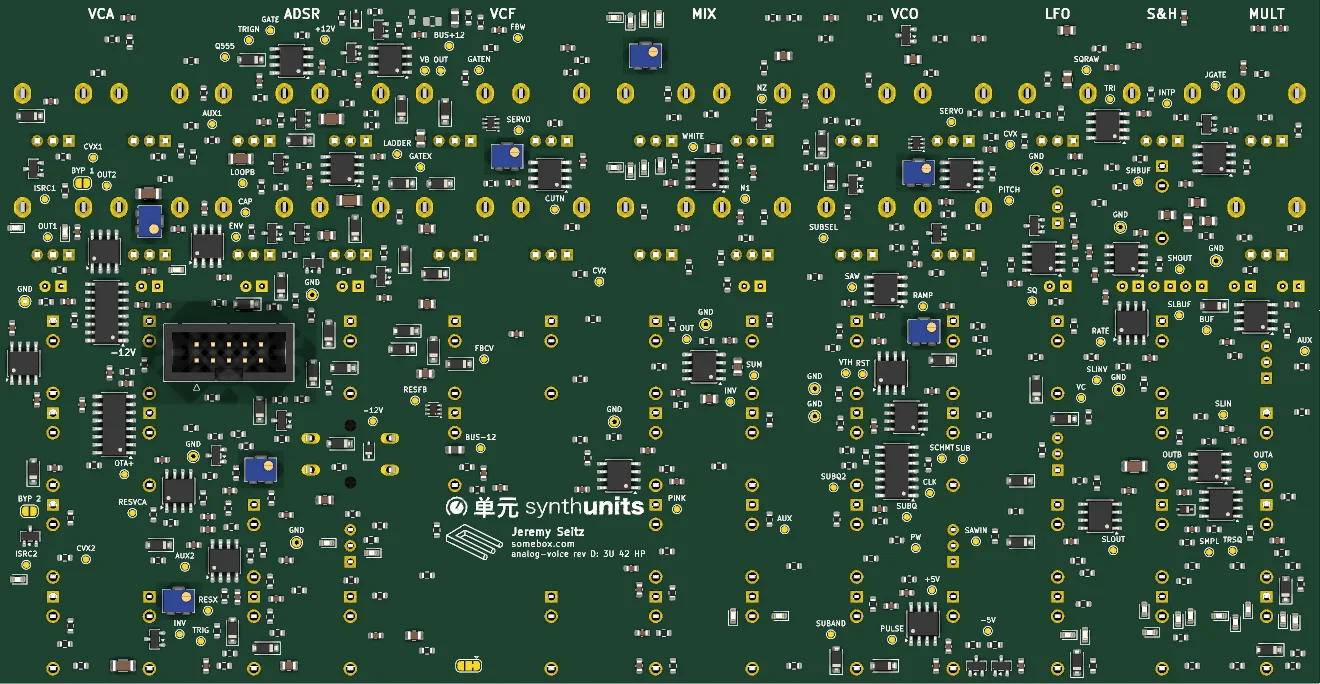 VCA ADSR VCF MIX VCO LFO S&H MULT
GATE
TRIGN +12V FBW
BUS+12
Q555
VB OUT GATEN SQRAW
JGATE
NZ TRI INTP
AUX1 SERVO SERVO
WHITE CVX
LADDER
CVX1 GATEX GND
BYP 1 OUT2 LOOPB SHBUF
ISRC1 N1 PITCH
CAP CUTN
OUT1 ENV SUBSEL GND
GND
SHOUT
CVX SAW
GND GND SQ
RAMP SLBUF
GND BUF
OUT RATE
-12V AUX
FBCV SUM VTH RST
SLINV GND
RESFB INV GND VC
-12V GND GND SLIN
BUS-12 SCHMT SUB
GND OUTB OUTA
OTA+
SUBQ2 CLK
BYP 2 RESVCA PINK SUBQ
单元 synthunits
GND AUX SAWIN
Jeremy Seitz
somebox.com
analog-voice rev D: 3U 42 HP
ISRC2 CVX2 AUX2 PW SLOUT SMPL TRSQ
+5V
RESX
INV TRIG SUBAND PULSE -5V